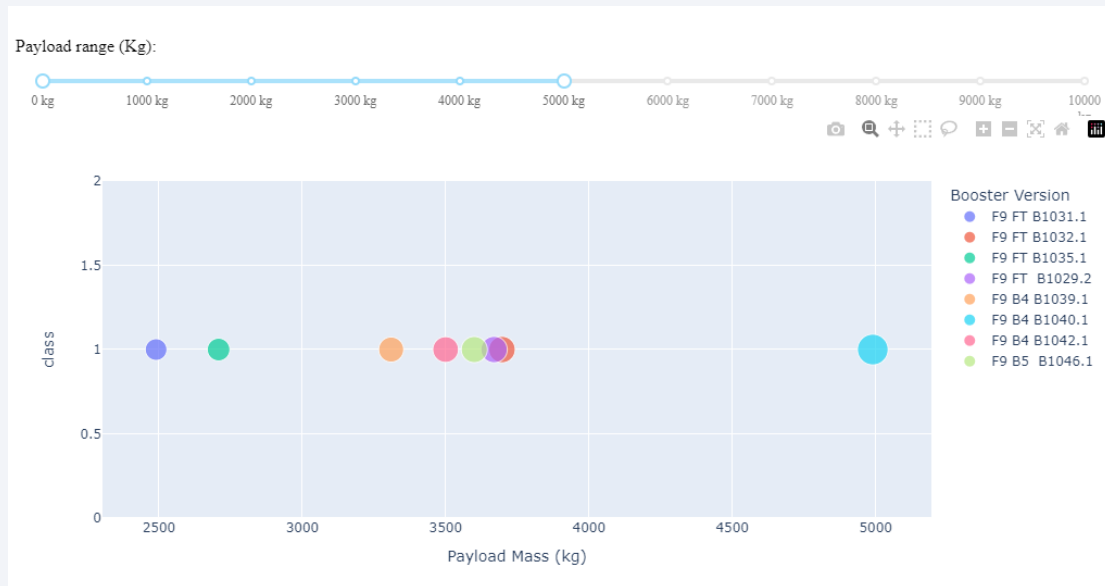 Payload range (Kg):
0 kg 1000 kg 2000 kg 3000 kg 4000 kg 5000 kg 6000 kg 7000 kg 8000 kg 9000 kg 10000
2
1.5
1
0.5
0
class
2500 3000 3500 4000 4500 5000
Payload Mass (kg)
Booster Version
F9 FT B1031.1
F9 FT B1032.1
F9 FT B1035.1
F9 FT  B1029.2
F9 B4 B1039.1
F9 B4 B1040.1
F9 B4 B1042.1
F9 B5  B1046.1